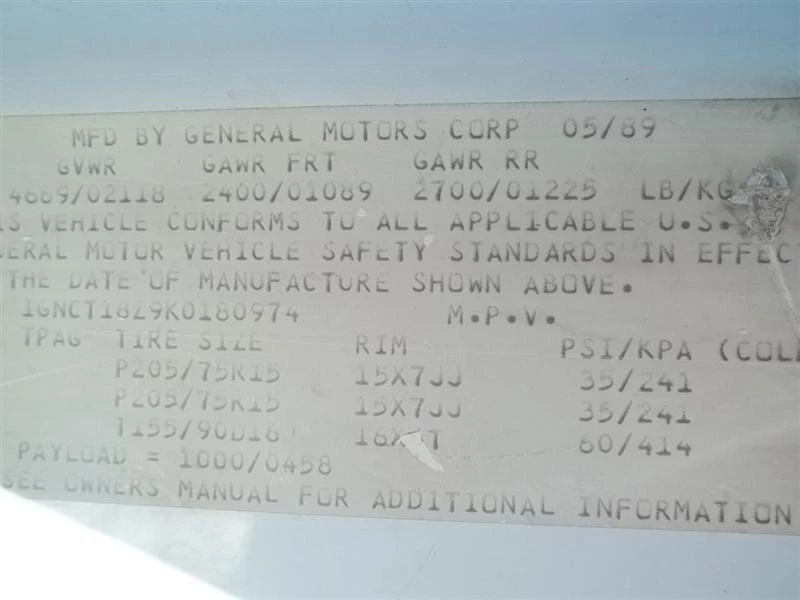 MFD BY GENERAL MOTORS CORP 05/89
GVWR GAWR FRT GAWR RR
4669/02118 2400/01089 2700/01225 LB/KG
IS VEHICLE CONFORMS TO ALL APPLICABLE U.S.
DERAL MOTOR VEHICLE SAFETY STANDARDS IN EFFEC
THE DATE OF MANUFACTURE SHOWN ABOVE.
1GNCT18Z9K0180974 M.P.V.
TPAG TIRE SIZE RIM PSI/KPA (COL
P205/75R15 15X7JJ 35/241
P205/75R15 15X7JJ 35/241
T155/90D16 60/414
PAYLOAD = 1000/0458
SEE OWNERS MANUAL FOR ADDITIONAL INFORMATION